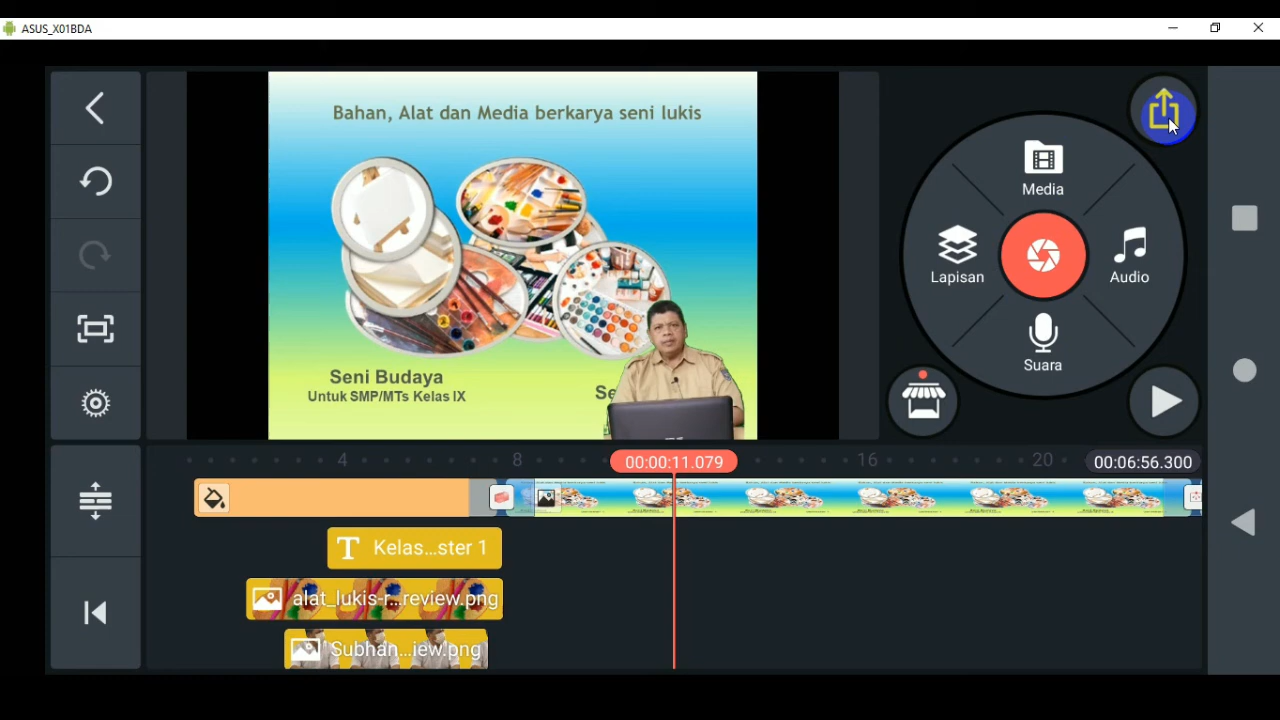 ASUS_X01BDA
Bahan, Alat dan Media berkarya seni lukis
Seni Budaya
Untuk SMP/MTs Kelas IX
Se
Media
Lapisan
Audio
Suara
4
8
00:00:11.079
16
20
00:06:56.300
T Kelas...ster 1
alat_lukis-r...review.png
Subhan...iew.png